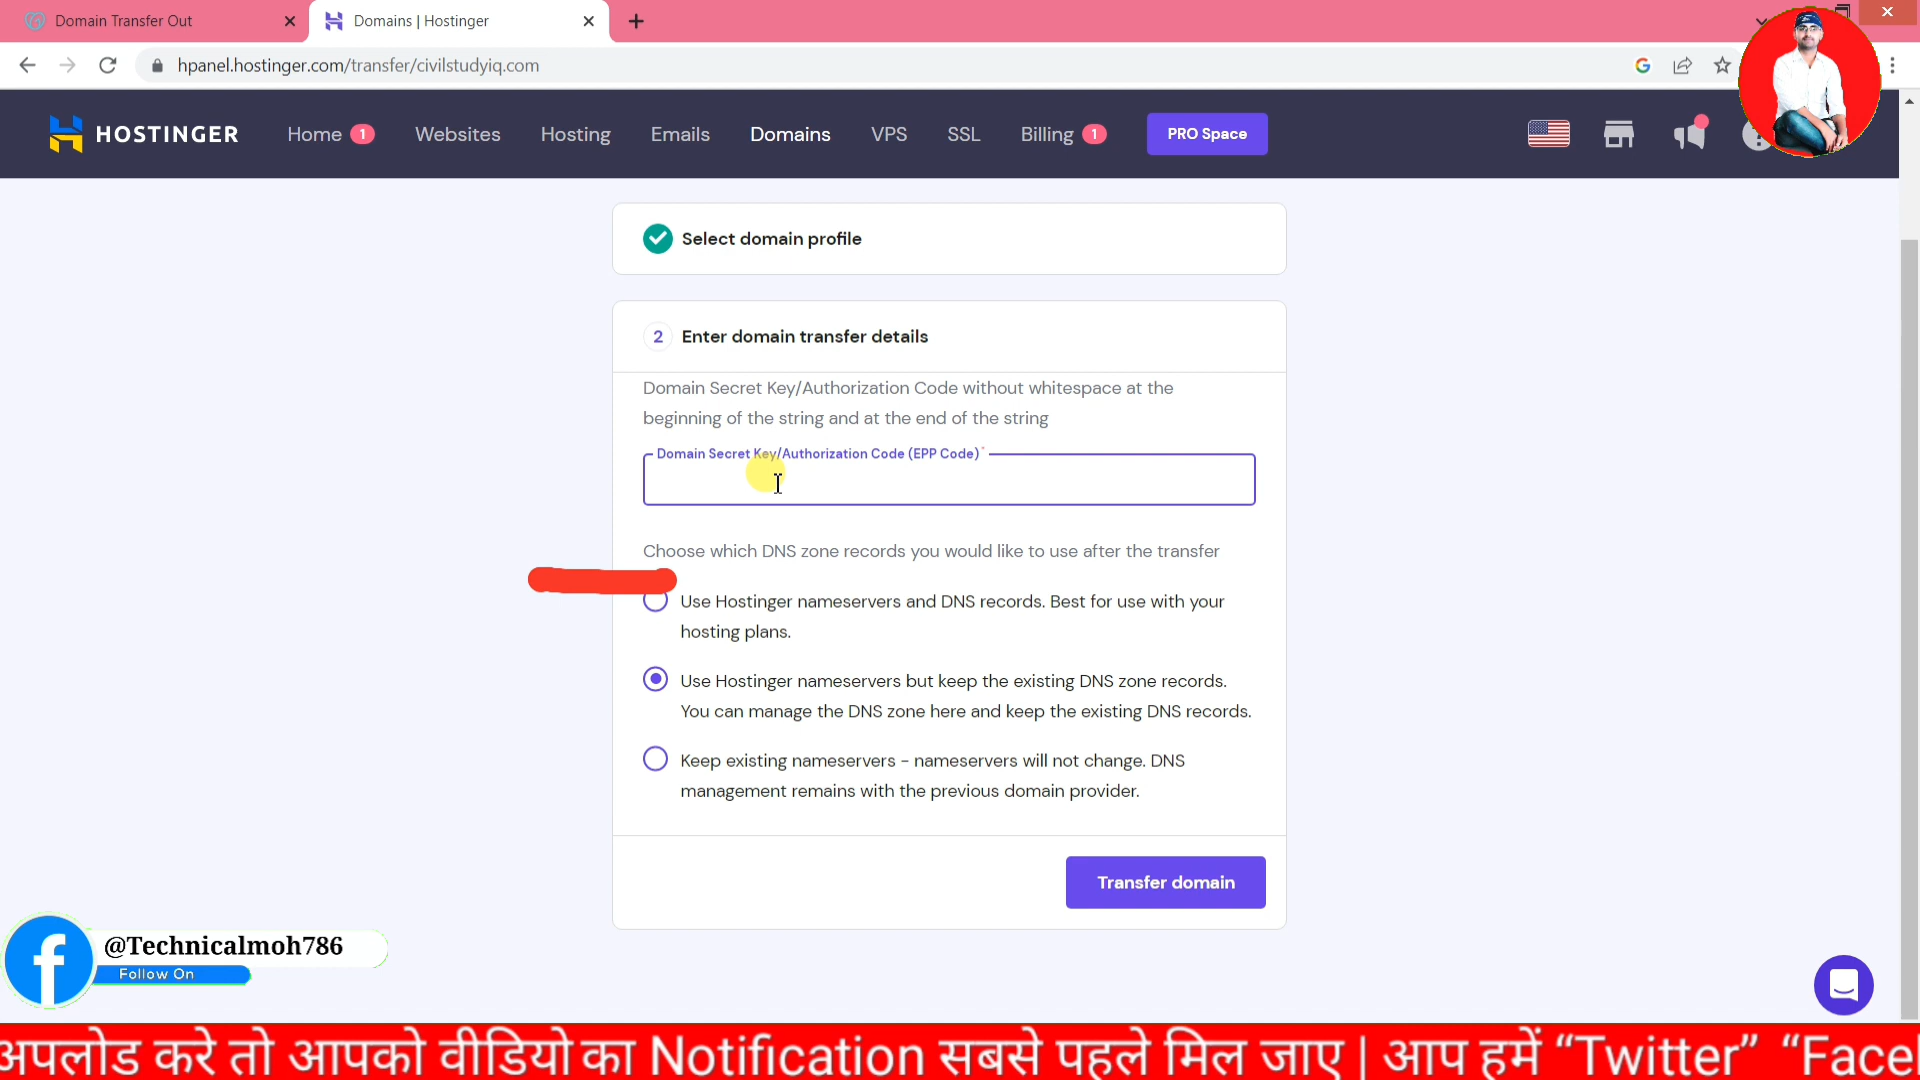 Domain Transfer Out
Domains | Hostinger
hpanel.hostinger.com/transfer/civilstudyiq.com
HOSTINGER
Home 1
Websites
Hosting
Emails
Domains
VPS
SSL
Billing 1
PRO Space
Select domain profile
2 Enter domain transfer details
Domain Secret Key/Authorization Code without whitespace at the
beginning of the string and at the end of the string
Domain Secret Key/Authorization Code (EPP Code)*
Choose which DNS zone records you would like to use after the transfer
Use Hostinger nameservers and DNS records. Best for use with your
hosting plans.
Use Hostinger nameservers but keep the existing DNS zone records.
You can manage the DNS zone here and keep the existing DNS records.
Keep existing nameservers - nameservers will not change. DNS
management remains with the previous domain provider.
Transfer domain
@Technicalmoh786
Follow On
अपलोड करे तो आपको वीडियो का Notification सबसे पहले मिल जाए | आप हमें “Twitter” “Facel